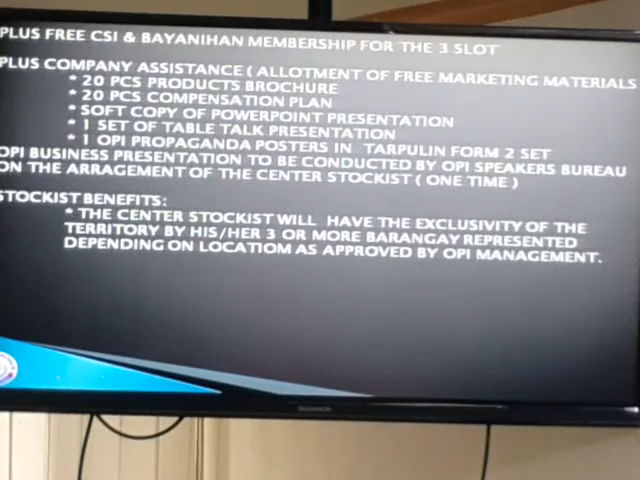 PLUS FREE CSI & BAYANIHAN MEMBERSHIP FOR THE 3 SLOT
PLUS COMPANY ASSISTANCE ( ALLOTMENT OF FREE MARKETING MATERIALS
* 20 PCS PRODUCTS BROCHURE
* 20 PCS COMPENSATION PLAN
* SOFT COPY OF POWERPOINT PRESENTATION
* 1 SET OF TABLE TALK PRESENTATION
* 1 OPI PROPAGANDA POSTERS IN TARPULIN FORM 2 SET
OPI BUSINESS PRESENTATION TO BE CONDUCTED BY OPI SPEAKERS BUREAU
ON THE ARRAGEMENT OF THE CENTER STOCKIST ( ONE TIME )
STOCKIST BENEFITS:
* THE CENTER STOCKIST WILL HAVE THE EXCLUSIVITY OF THE
TERRITORY BY HIS/HER 3 OR MORE BARANGAY REPRESENTED
DEPENDING ON LOCATIOM AS APPROVED BY OPI MANAGEMENT.